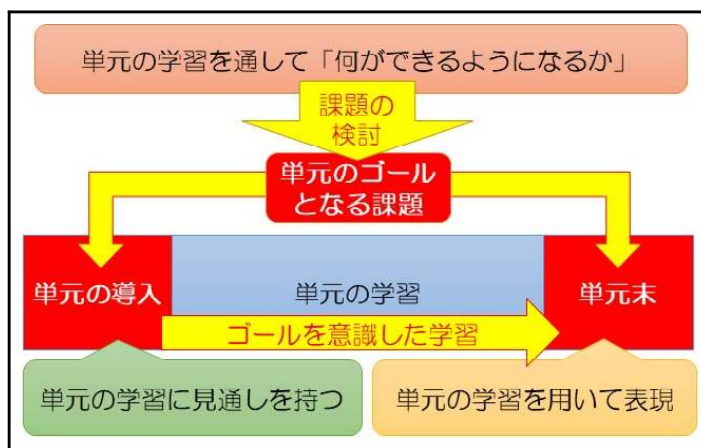 単元の学習を通して「何ができるようになるか」
課題の
検討
単元のゴール
となる課題
単元の導入
単元の学習
単元末
ゴールを意識した学習
単元の学習に見通しを持つ
単元の学習を用いて表現